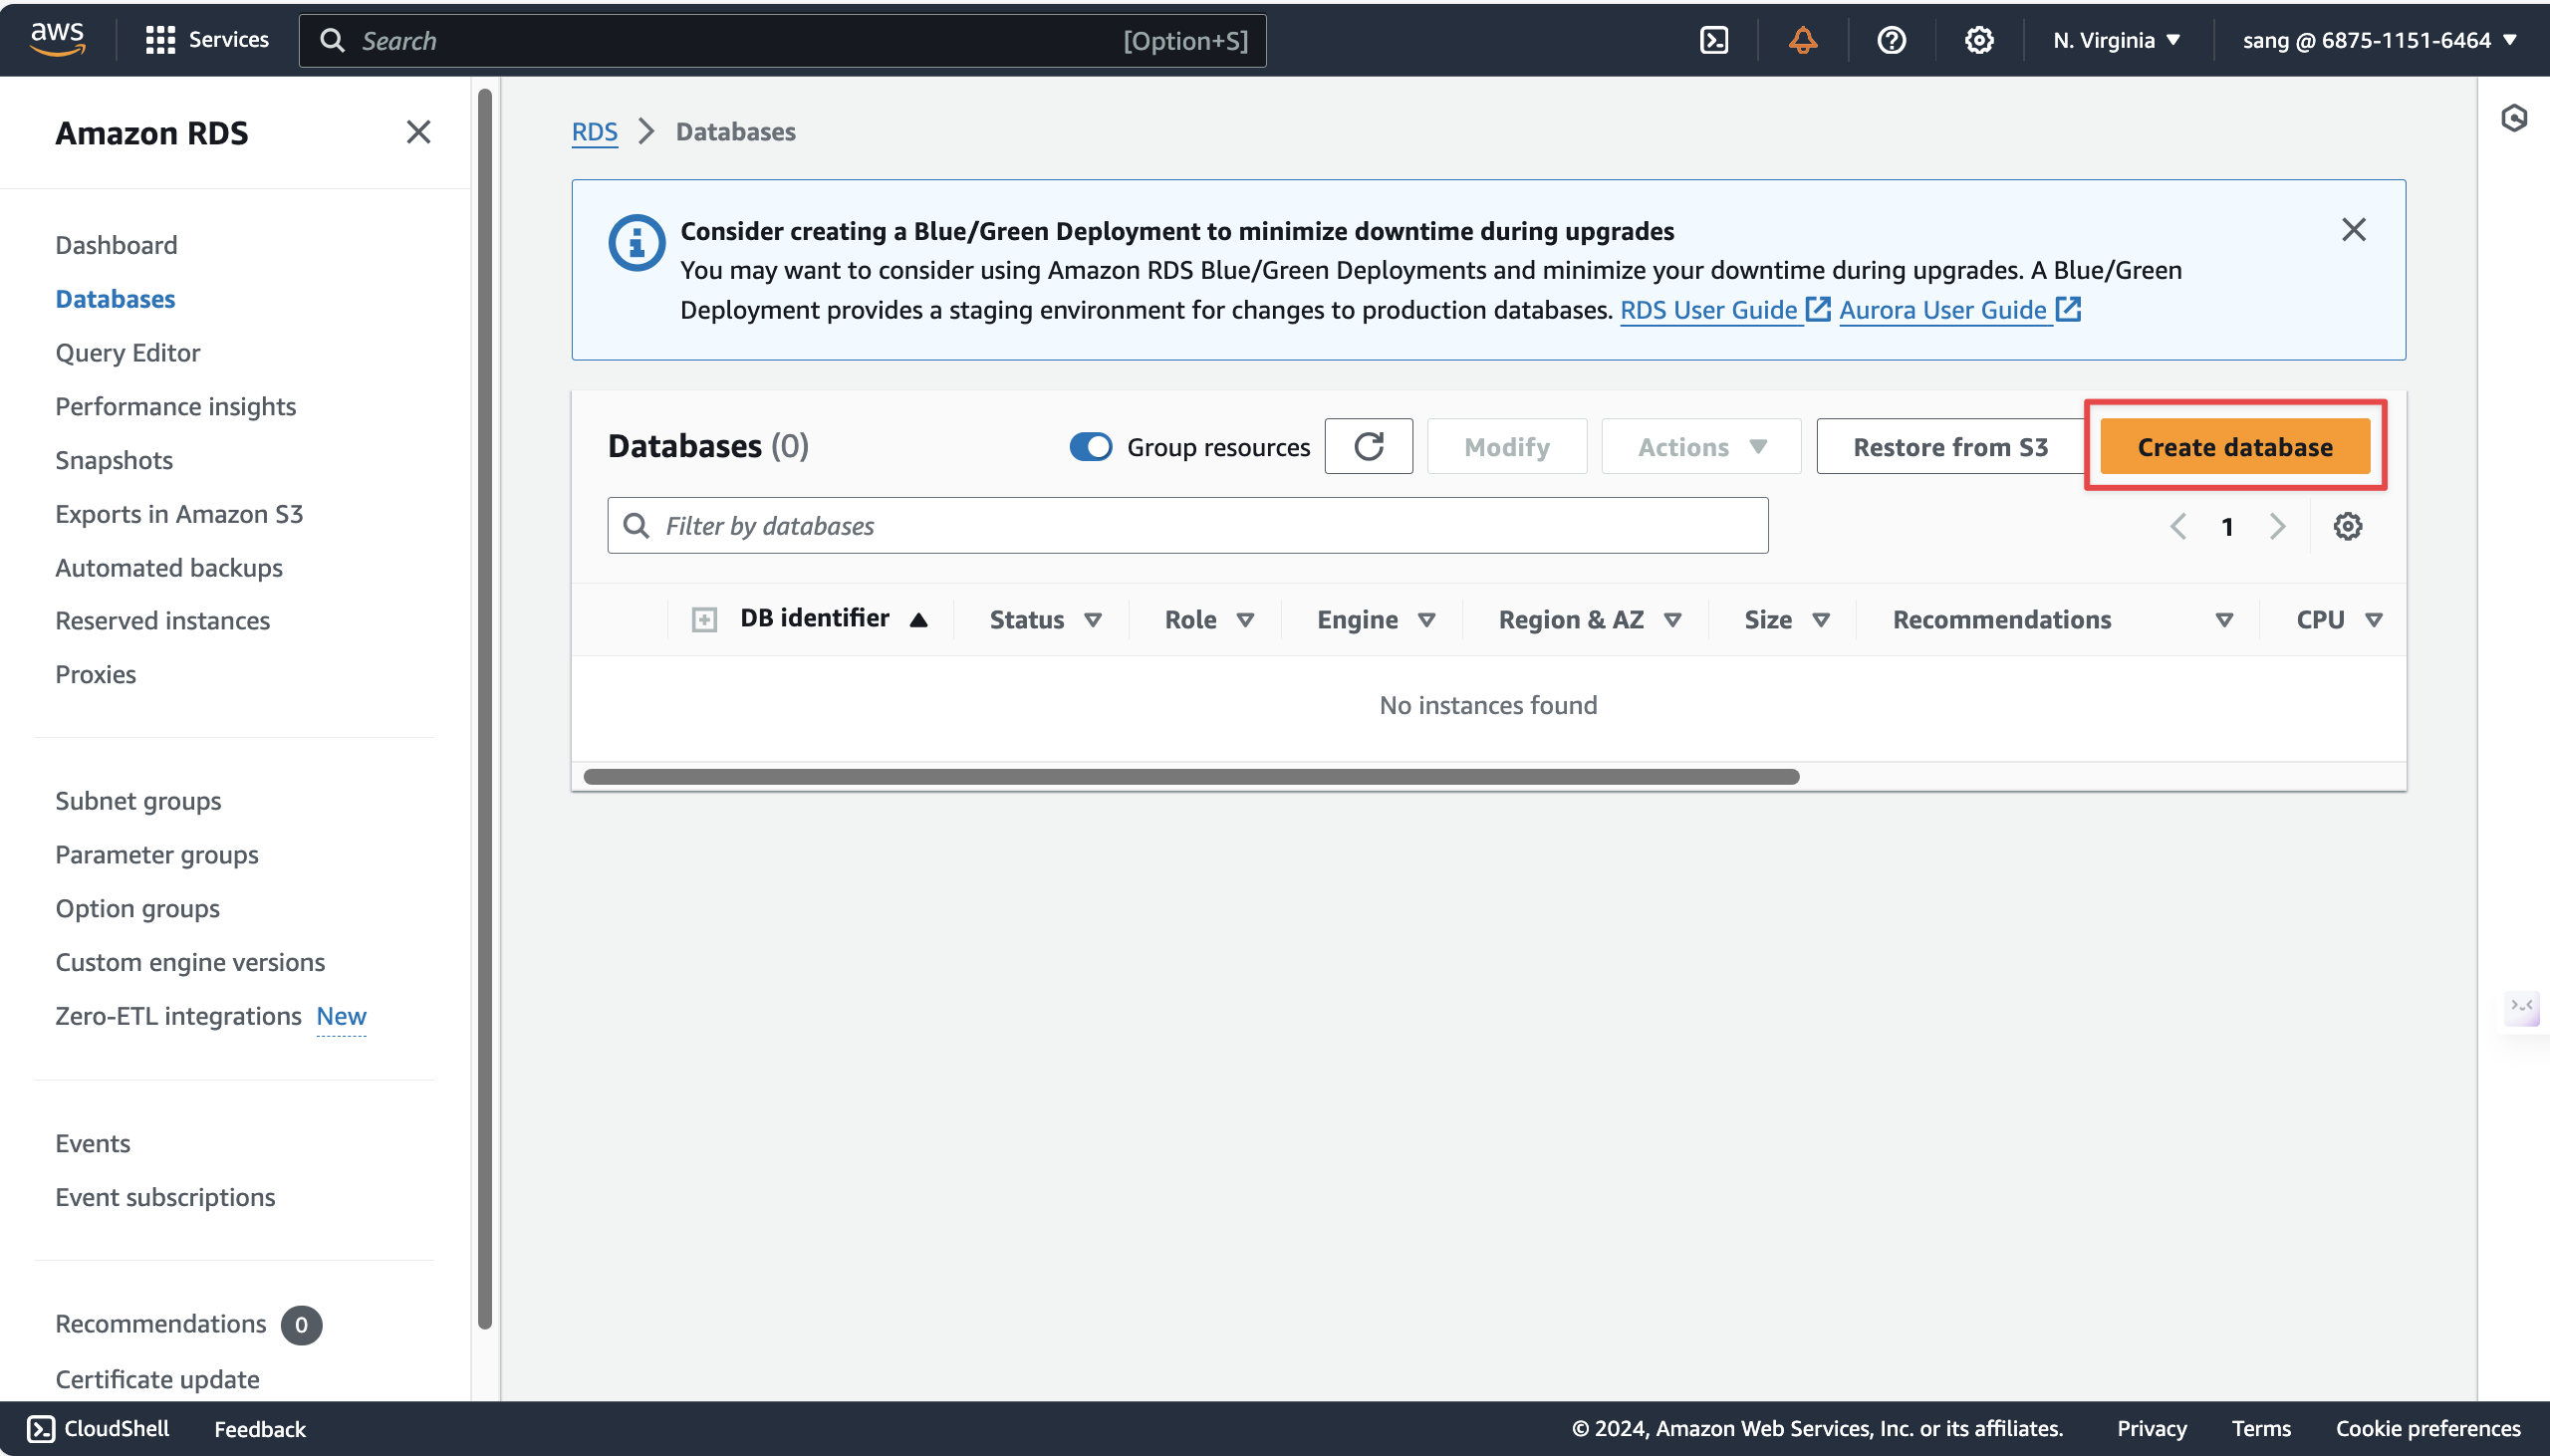 aws
Services
Search
[Option+S]
N. Virginia
sang @ 6875-1151-6464
Amazon RDS
Dashboard
Databases
Query Editor
Performance insights
Snapshots
Exports in Amazon S3
Automated backups
Reserved instances
Proxies
Subnet groups
Parameter groups
Option groups
Custom engine versions
Zero-ETL integrations New
Events
Event subscriptions
Recommendations 0
Certificate update
RDS > Databases
Consider creating a Blue/Green Deployment to minimize downtime during upgrades
You may want to consider using Amazon RDS Blue/Green Deployments and minimize your downtime during upgrades. A Blue/Green
Deployment provides a staging environment for changes to production databases. RDS User Guide Aurora User Guide
Databases (0)
Group resources
Modify
Actions
Restore from S3
Create database
Filter by databases
1
DB identifier
Status
Role
Engine
Region & AZ
Size
Recommendations
CPU
No instances found
CloudShell
Feedback
© 2024, Amazon Web Services, Inc. or its affiliates.
Privacy
Terms
Cookie preferences